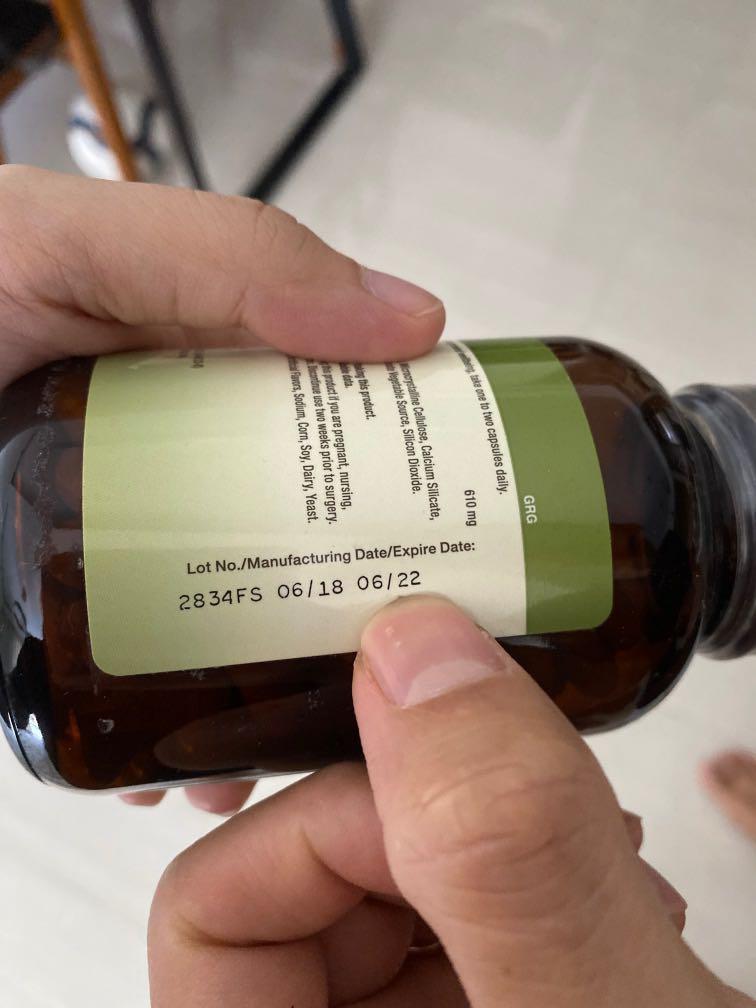 GRG
take one to two capsules daily.
610 mg
Cellulose, Calcium Silicate,
Vegetable Source, Silicon Dioxide.
this product.
data.
this product if you are pregnant, nursing,
Discontinue use two weeks prior to surgery.
Flavors, Sodium, Corn, Soy, Dairy, Yeast.
Lot No./Manufacturing Date/Expire Date:
2834FS 06/18 06/22